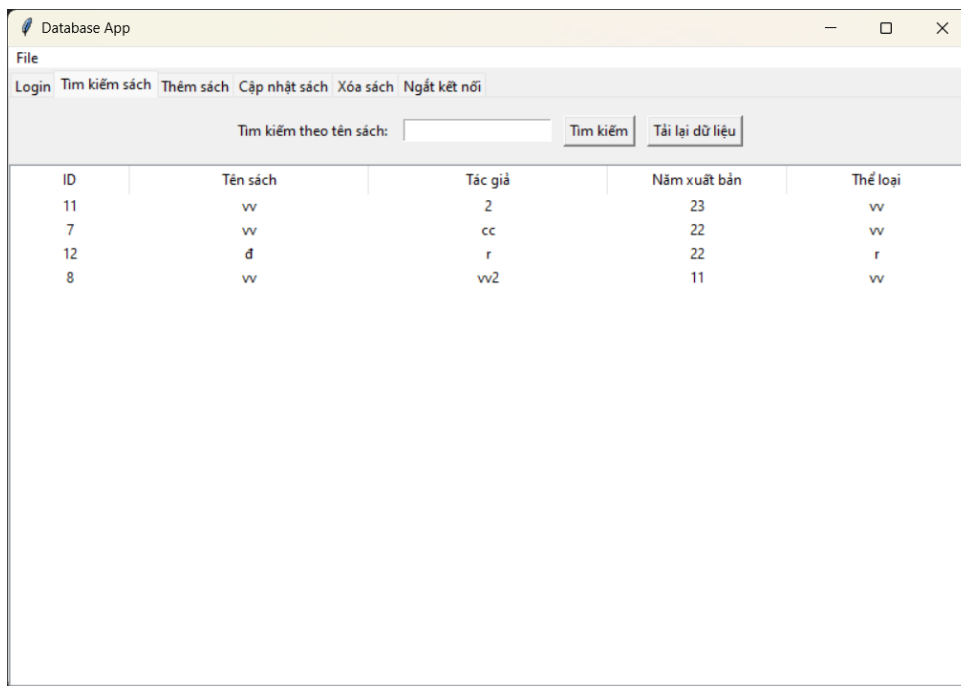 Database App
File
Login Tìm kiếm sách Thêm sách Cập nhật sách Xóa sách Ngắt kết nối
Tìm kiếm theo tên sách: Tìm kiếm Tải lại dữ liệu
ID Tên sách Tác giả Năm xuất bản Thể loại
11 vv 2 23 vv
7 vv cc 22 vv
12 đ r 22 r
8 vv vv2 11 vv